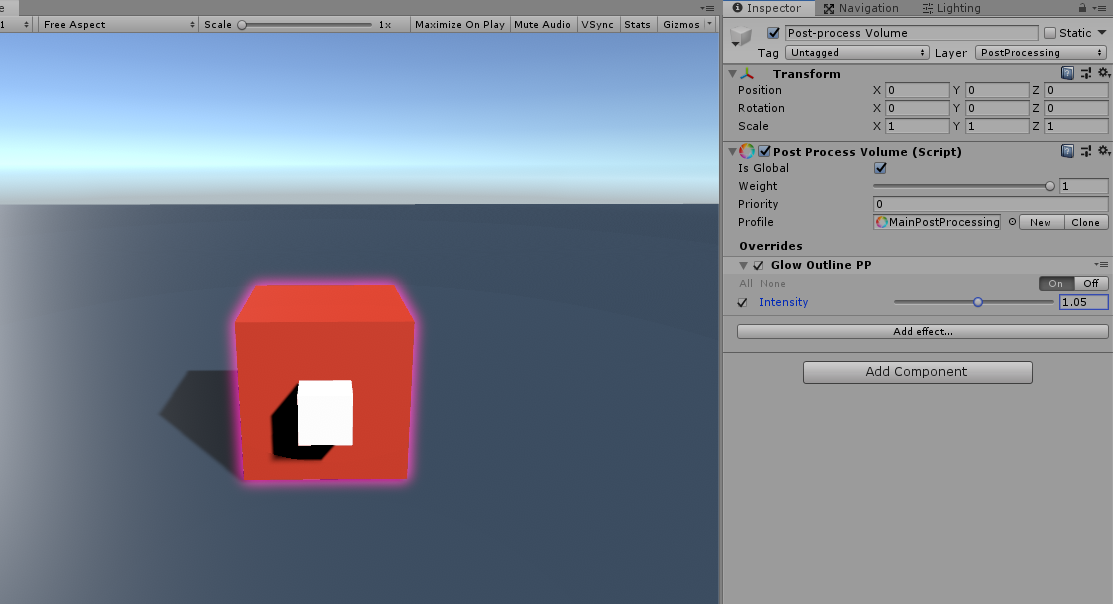 1 Free Aspect Scale 1x Maximize On Play Mute Audio VSync Stats Gizmos
Inspector Navigation Lighting
Post-process Volume Static
Tag Untagged Layer PostProcessing
Transform
Position X 0 Y 0 Z 0
Rotation X 0 Y 0 Z 0
Scale X 1 Y 1 Z 1
Post Process Volume (Script)
Is Global
Weight 1
Priority 0
Profile MainPostProcessing New Clone
Overrides
Glow Outline PP
All None On Off
Intensity 1.05
Add effect...
Add Component